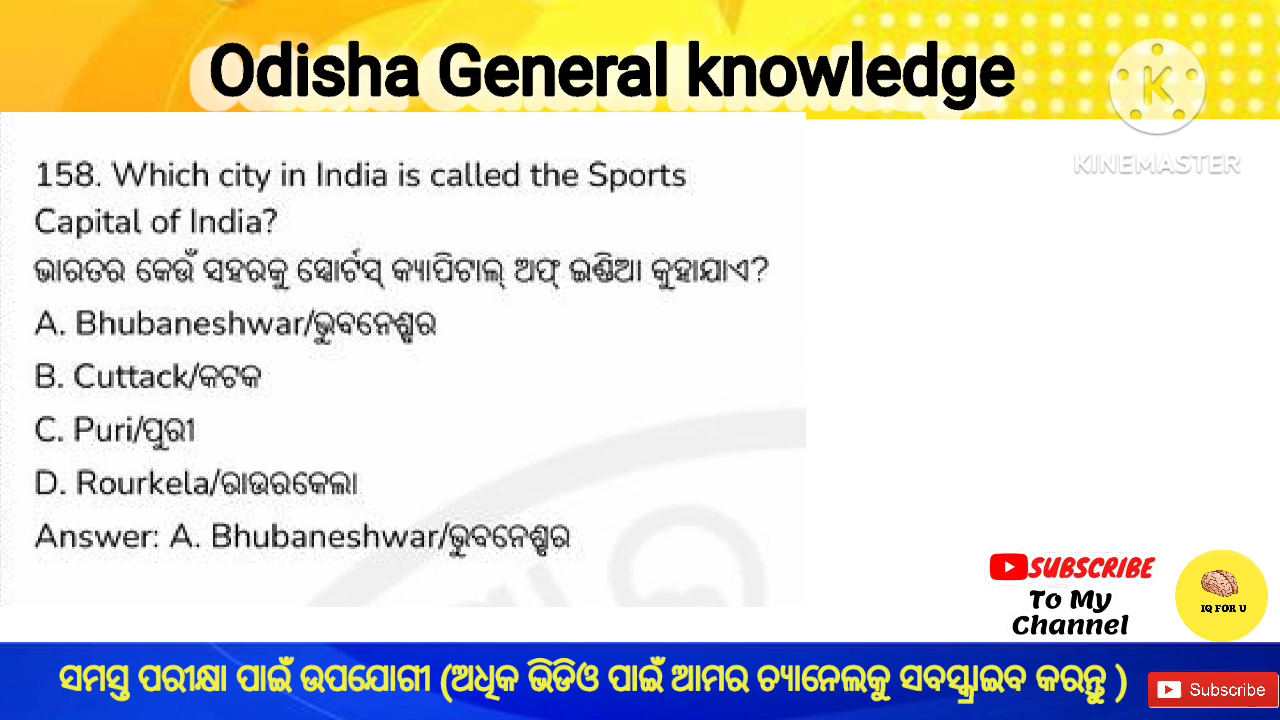 Odisha General knowledge
KINEMASTER
158. Which city in India is called the Sports
Capital of India?
ଭାରତର କେଉଁ ସହରକୁ ସ୍ପୋର୍ଟସ୍ କ୍ୟାପିଟାଲ୍ ଅଫ୍ ଇଣ୍ଡିଆ କୁହାଯାଏ?
A. Bhubaneshwar/ଭୁବନେଶ୍ୱର
B. Cuttack/କଟକ
C. Puri/ପୁରୀ
D. Rourkela/ରାଉରକେଲା
Answer: A. Bhubaneshwar/ଭୁବନେଶ୍ୱର
SUBSCRIBE
To My
Channel
IQ FOR U
ସମସ୍ତ ପରୀକ୍ଷା ପାଇଁ ଉପଯୋଗୀ (ଅଧିକ ଭିଡିଓ ପାଇଁ ଆମର ଚ୍ୟାନେଲକୁ ସବସ୍କ୍ରାଇବ କରନ୍ତୁ )
Subscribe